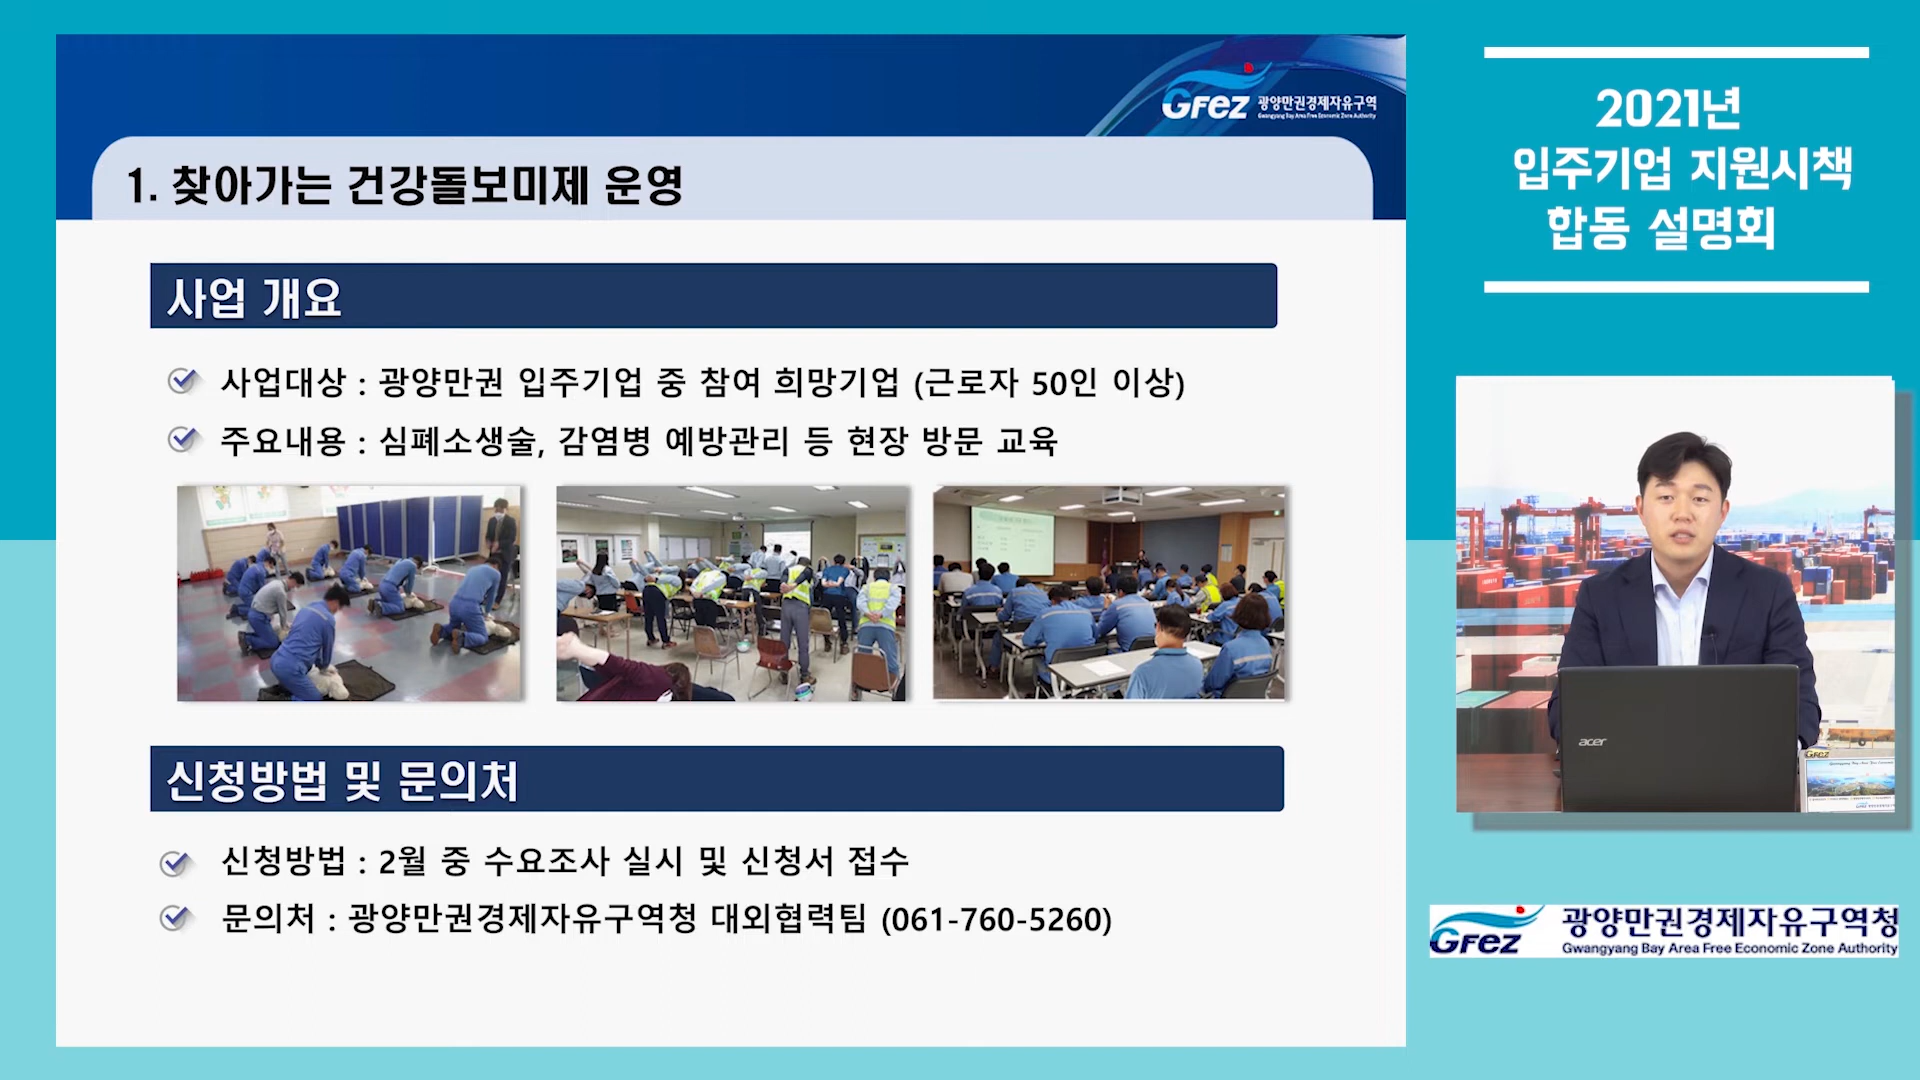 GFEZ 광양만권경제자유구역
Gwangyang Bay Area Free Economic Zone Authority
1. 찾아가는 건강돌보미제 운영
사업 개요
사업대상 : 광양만권 입주기업 중 참여 희망기업 (근로자 50인 이상)
주요내용 : 심폐소생술, 감염병 예방관리 등 현장 방문 교육
신청방법 및 문의처
신청방법 : 2월 중 수요조사 실시 및 신청서 접수
문의처 : 광양만권경제자유구역청 대외협력팀 (061-760-5260)
2021년
입주기업 지원시책
합동 설명회
acer
GFEZ
GFEZ 광양만권경제자유구역청
Gwangyang Bay Area Free Economic Zone Authority